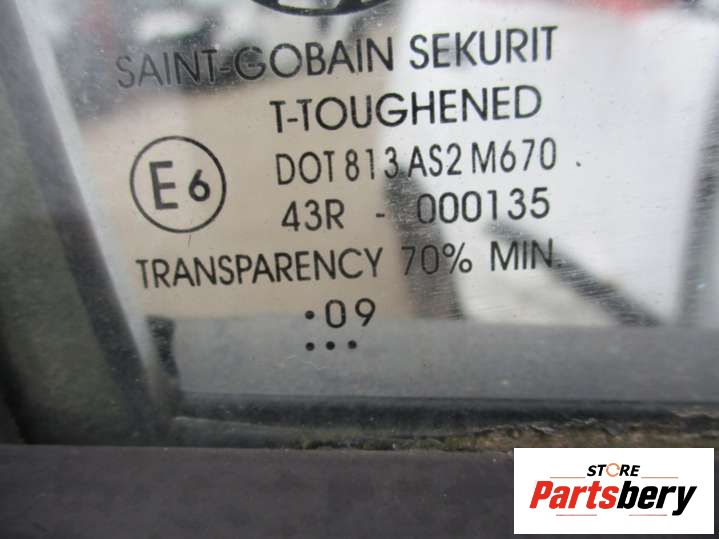 SAINT-GOBAIN SEKURIT
T-TOUGHENED
E6
DOT 813 AS2 M670
43R - 000135
TRANSPARENCY 70% MIN.
•09
•••
STORE
Partsbery